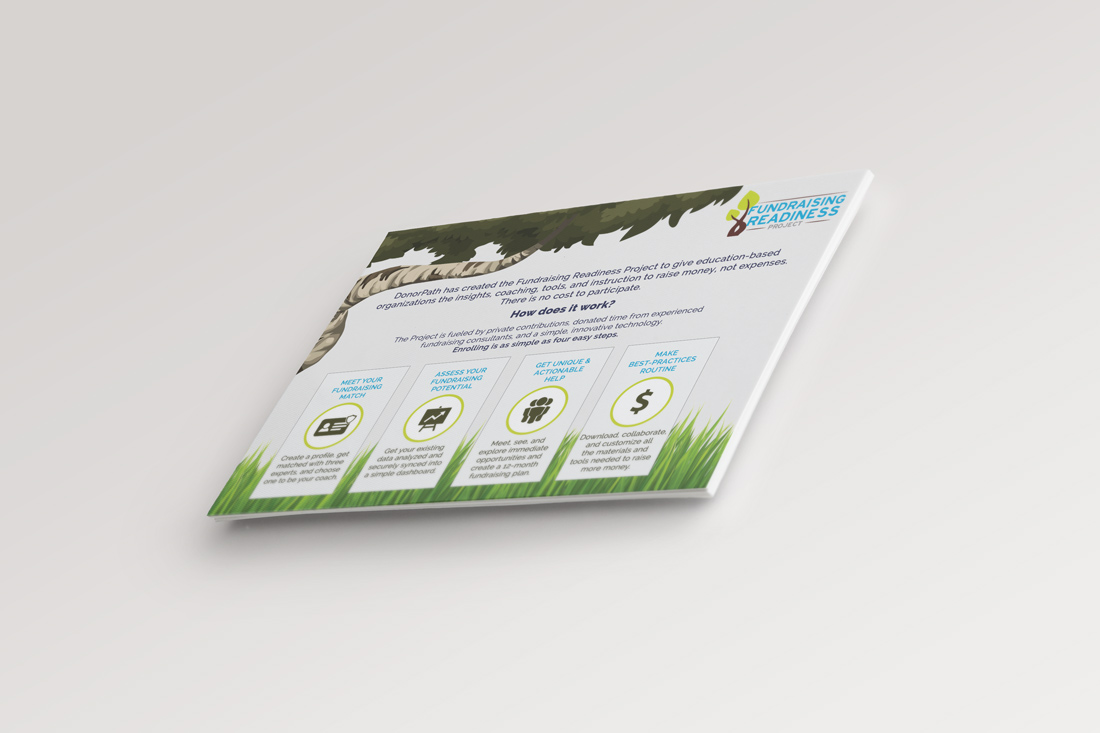 FUNDRAISING
READINESS
PROJECT
DonorPath has created the Fundraising Readiness Project to give education-based
organizations the insights, coaching, tools, and instruction to raise money, not expenses.
There is no cost to participate.
How does it work?
The Project is fueled by private contributions, donated time from experienced
fundraising consultants, and a simple, innovative technology.
Enrolling is as simple as four easy steps.
MEET YOUR
FUNDRAISING
MATCH
Create a profile, get
matched with three
experts, and choose
one to be your coach.
ASSESS YOUR
FUNDRAISING
POTENTIAL
Get your existing
data analyzed and
securely synced into
a simple dashboard.
GET UNIQUE &
ACTIONABLE
HELP
Meet, see, and
explore immediate
opportunities and
create a 12-month
fundraising plan.
MAKE
BEST-PRACTICES
ROUTINE
Download, collaborate,
and customize all
the materials and
tools needed to raise
more money.